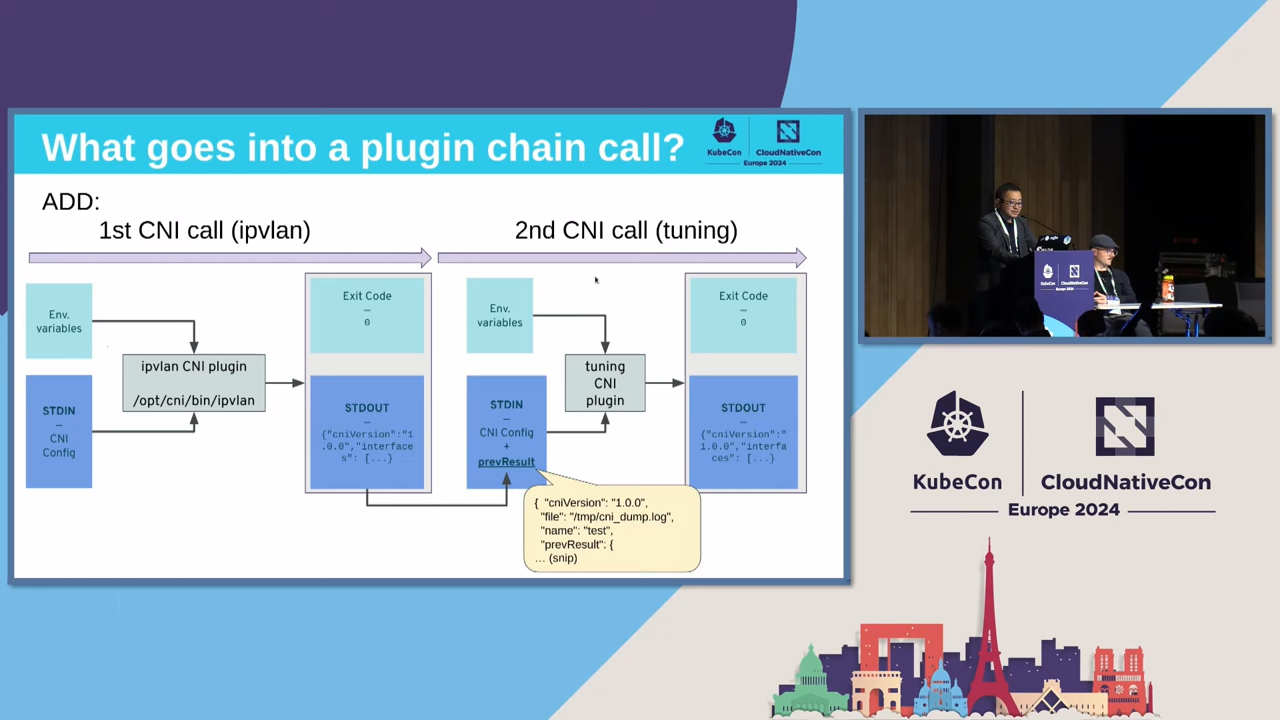 What goes into a plugin chain call?
KubeCon
CloudNativeCon
Europe 2024
ADD:
1st CNI call (ipvlan)
2nd CNI call (tuning)
Env.
variables
STDIN
—
CNI
Config
ipvlan CNI plugin
/opt/cni/bin/ipvlan
Exit Code
—
0
STDOUT
—
{"cniVersion":"1
.0.0","interface
s": [...]}
Env.
variables
STDIN
—
CNI Config
+
prevResult
tuning
CNI
plugin
Exit Code
—
0
STDOUT
—
{"cniVersion":"
1.0.0","interfa
ces": [...]}
{ "cniVersion": "1.0.0",
"file": "/tmp/cni_dump.log",
"name": "test",
"prevResult": {
... (snip)
KubeCon
CloudNativeCon
Europe 2024